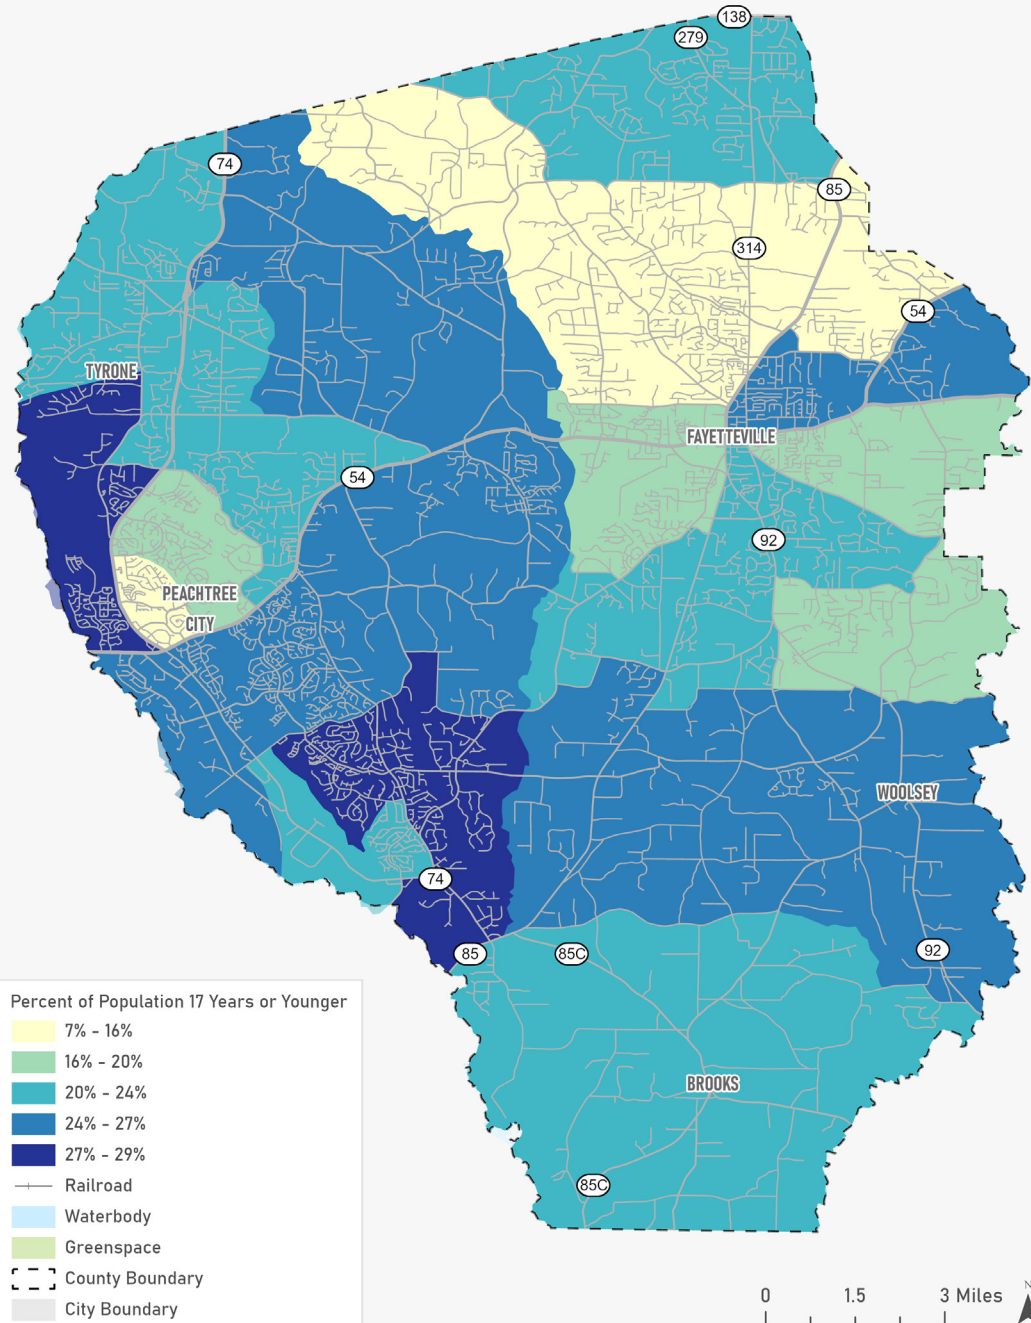 138
279
74
85
314
54
TYRONE
FAYETTEVILLE
54
92
PEACHTREE
CITY
WOOLSEY
74
85
85C
92
BROOKS
85C
Percent of Population 17 Years or Younger
7% - 16%
16% - 20%
20% - 24%
24% - 27%
27% - 29%
Railroad
Waterbody
Greenspace
County Boundary
City Boundary
0 1.5 3 Miles
N